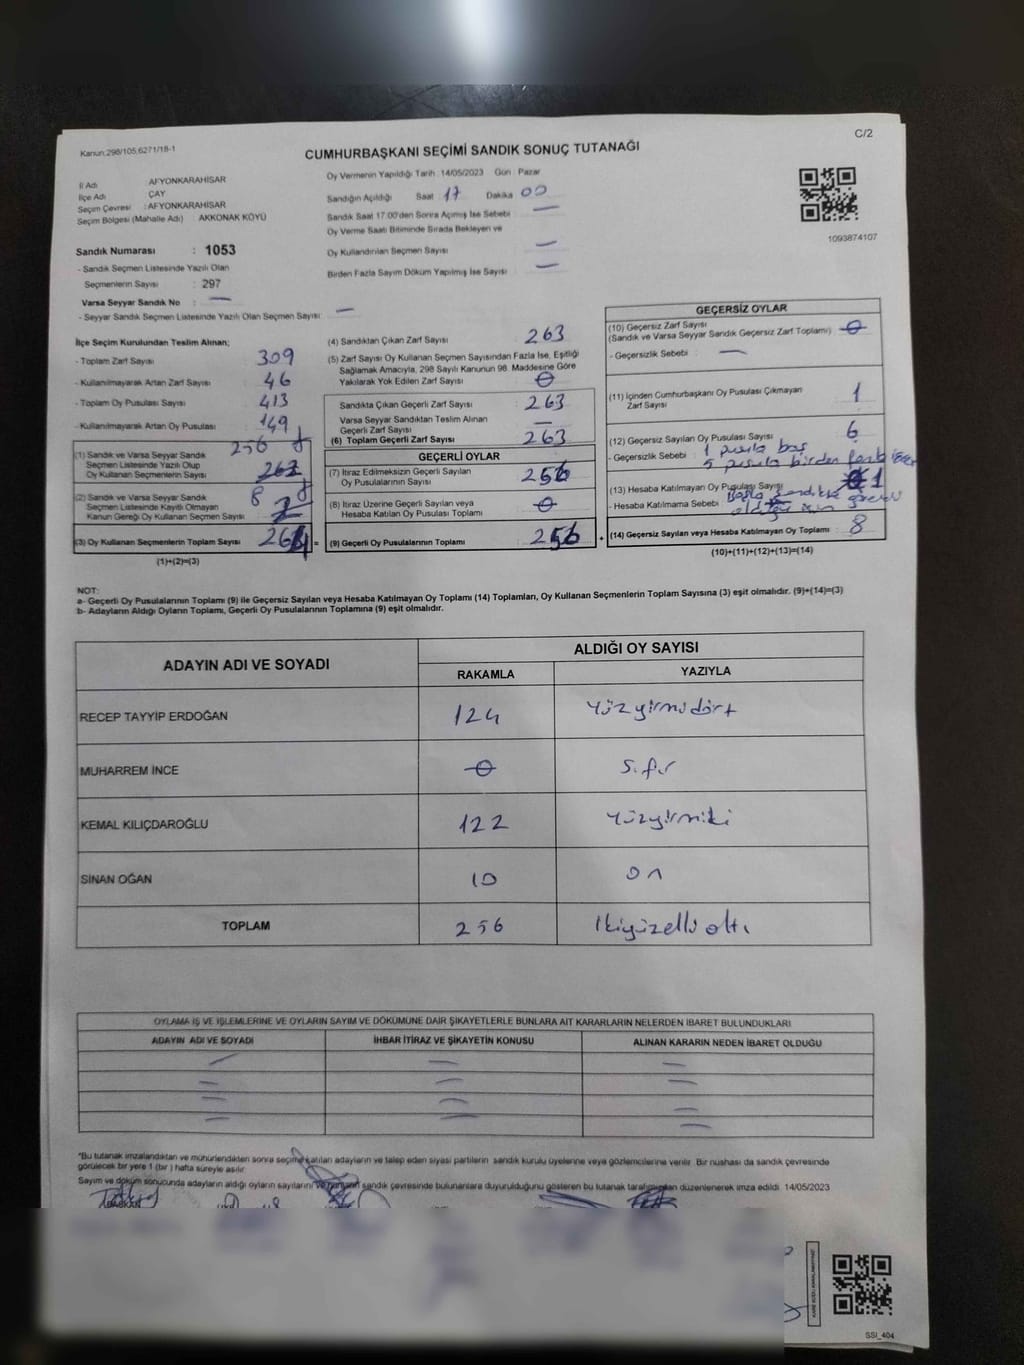 C/2
Kanun:298/105,6271/18-1
CUMHURBAŞKANI SEÇİMİ SANDIK SONUÇ TUTANAĞI
İl Adı : AFYONKARAHİSAR
İlçe Adı : ÇAY
Seçim Çevresi : AFYONKARAHİSAR
Seçim Bölgesi (Mahalle Adı) AKKONAK KÖYÜ
Oy Vermenin Yapıldığı Tarih :14/05/2023 Gün : Pazar
Sandığın Açıldığı Saat 17 Dakika 00
Sandık Saat 17:00'den Sonra Açımış İse Sebebi —
Oy Verme Saati Bitiminde Sırada Bekleyen ve
Oy Kullandırılan Seçmen Sayısı —
Birden Fazla Sayım Döküm Yapılmış İse Sayısı —
1093874107
Sandık Numarası : 1053
- Sandık Seçmen Listesinde Yazılı Olan
Seçmenlerin Sayısı : 297
Varsa Seyyar Sandık No : —
- Seyyar Sandık Seçmen Listesinde Yazılı Olan Seçmen Sayısı: —
İlçe Seçim Kurulundan Teslim Alınan;
- Toplam Zarf Sayısı 309
- Kullanılmayarak Artan Zarf Sayısı 46
- Toplam Oy Pusulası Sayısı 413
- Kullanılmayarak Artan Oy Pusulası 149
256
(1) Sandık ve Varsa Seyyar Sandık
Seçmen Listesinde Yazılı Olup
Oy Kullanan Seçmenlerin Sayısı
8
(2) Sandık ve Varsa Seyyar Sandık
Seçmen Listesinde Kayıtlı Olmayan
Kanun Gereği Oy Kullanan Seçmen Sayısı
(3) Oy Kullanan Seçmenlerin Toplam Sayısı 264 =
(1)+(2)=(3)
(4) Sandıktan Çıkan Zarf Sayısı : 263
(5) Zarf Sayısı Oy Kullanan Seçmen Sayısından Fazla İse, Eşitliği
Sağlamak Amacıyla, 298 Sayılı Kanunun 98. Maddesine Göre
Yakılarak Yok Edilen Zarf Sayısı : 0
Sandıkta Çıkan Geçerli Zarf Sayısı : 263
Varsa Seyyar Sandıktan Teslim Alınan
Geçerli Zarf Sayısı : —
(6) Toplam Geçerli Zarf Sayısı : 263
GEÇERLİ OYLAR
(7) İtiraz Edilmeksizin Geçerli Sayılan
Oy Pusulalarının Sayısı : 256
(8) İtiraz Üzerine Geçerli Sayılan veya
Hesaba Katılan Oy Pusulası Toplamı : 0
(9) Geçerli Oy Pusulalarının Toplamı : 256 +
GEÇERSİZ OYLAR
(10) Geçersiz Zarf Sayısı
(Sandık ve Varsa Seyyar Sandık Geçersiz Zarf Toplamı) : 0
- Geçersizlik Sebebi : —
(11) İçinden Cumhurbaşkanı Oy Pusulası Çıkmayan
Zarf Sayısı : 1
(12) Geçersiz Sayılan Oy Pusulası Sayısı : 6
- Geçersizlik Sebebi : 1 pusula boş
5 pusula birden fazla
(13) Hesaba Katılmayan Oy Pusulası Sayısı 1
- Hesaba Katılmama Sebebi : Başka sandıkta görevli
olduğu için
(14) Geçersiz Sayılan veya Hesaba Katılmayan Oy Toplamı : 8
(10)+(11)+(12)+(13)=(14)
NOT:
a- Geçerli Oy Pusulalarının Toplamı (9) ile Geçersiz Sayılan veya Hesaba Katılmayan Oy Toplamı (14) Toplamları, Oy Kullanan Seçmenlerin Toplam Sayısına (3) eşit olmalıdır. (9)+(14)=(3)
b- Adayların Aldığı Oyların Toplamı, Geçerli Oy Pusulalarının Toplamına (9) eşit olmalıdır.
ADAYIN ADI VE SOYADI
ALDIĞI OY SAYISI
RAKAMLA YAZIYLA
RECEP TAYYİP ERDOĞAN 124 Yüzyirmidört
MUHARREM İNCE 0 Sıfır
KEMAL KILIÇDAROĞLU 122 Yüzyirmiiki
SİNAN OĞAN 10 on
TOPLAM 256 İkiyüzelli altı
OYLAMA İŞ VE İŞLEMLERİNE VE OYLARIN SAYIM VE DÖKÜMÜNE DAİR ŞİKAYETLERLE BUNLARA AİT KARARLARIN NELERDEN İBARET BULUNDUKLARI
ADAYIN ADI VE SOYADI İHBAR İTİRAZ VE ŞİKAYETİN KONUSU ALINAN KARARIN NEDEN İBARET OLDUĞU
— — —
— — —
— — —
— — —
*Bu tutanak imzalandıktan ve mühürlendikten sonra seçime katılan adayların ve talep eden siyasi partilerin sandık kurulu üyelerine veya gözlemcilerine verilir. Bir nüshası da sandık çevresinde
görülecek bir yere 1 (bir ) hafta süreyle asılır.
Sayım ve döküm sonucunda adayların aldığı oyların sayılarını ve sandık çevresinde bulunanlara duyurulduğunu gösteren bu tutanak tarafımızdan düzenlenerek imza edildi. 14/05/2023
BAŞKAN
SSİ_404